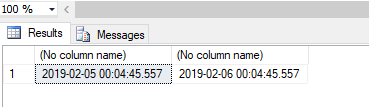 100 %
Results Messages
(No column name) (No column name)
1 2019-02-05 00:04:45.557 2019-02-06 00:04:45.557